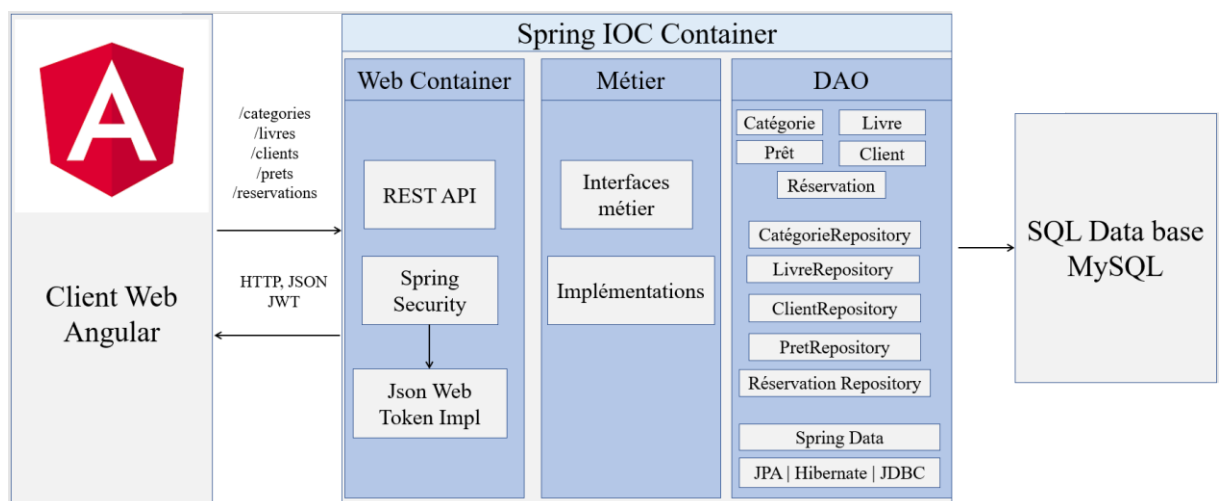 A
Client Web
Angular
/categories
/livres
/clients
/prets
/reservations
HTTP, JSON
JWT
Spring IOC Container
Web Container
REST API
Spring
Security
Json Web
Token Impl
Métier
Interfaces
métier
Implémentations
DAO
Catégorie
Livre
Prêt
Client
Réservation
CatégorieRepository
LivreRepository
ClientRepository
PretRepository
Réservation Repository
Spring Data
JPA | Hibernate | JDBC
SQL Data base
MySQL